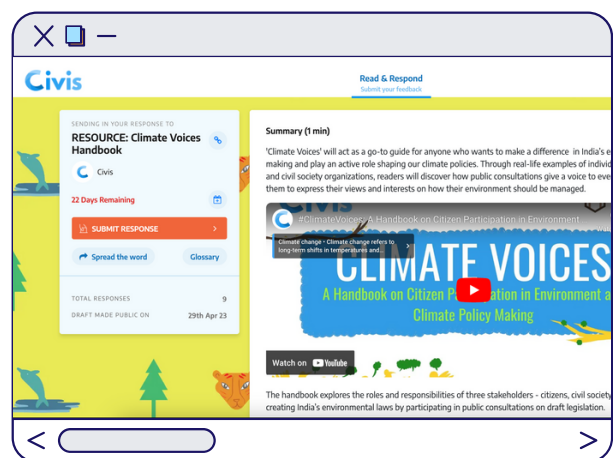 Civis
Read & Respond
Submit your feedback
SENDING IN YOUR RESPONSE TO
RESOURCE: Climate Voices
Handbook
Civis
22 Days Remaining
SUBMIT RESPONSE
Spread the word
Glossary
TOTAL RESPONSES 9
DRAFT MADE PUBLIC ON 29th Apr 23
Summary (1 min)
'Climate Voices' will act as a go-to guide for anyone who wants to make a difference in India's e
making and play an active role shaping our climate policies. Through real-life examples of individ
and civil society organizations, readers will discover how public consultations give a voice to eve
them to express their views and interests on how their environment should be managed.
Civis
#ClimateVoices: A Handbook on Citizen Participation in Environment
Climate change - Climate change refers to
long-term shifts in temperatures and...
CLIMATE VOICES
A Handbook on Citizen P ation in Environment a
Climate Policy Making
Watch on YouTube
The handbook explores the roles and responsibilities of three stakeholders - citizens, civil society
creating India's environmental laws by participating in public consultations on draft legislation.